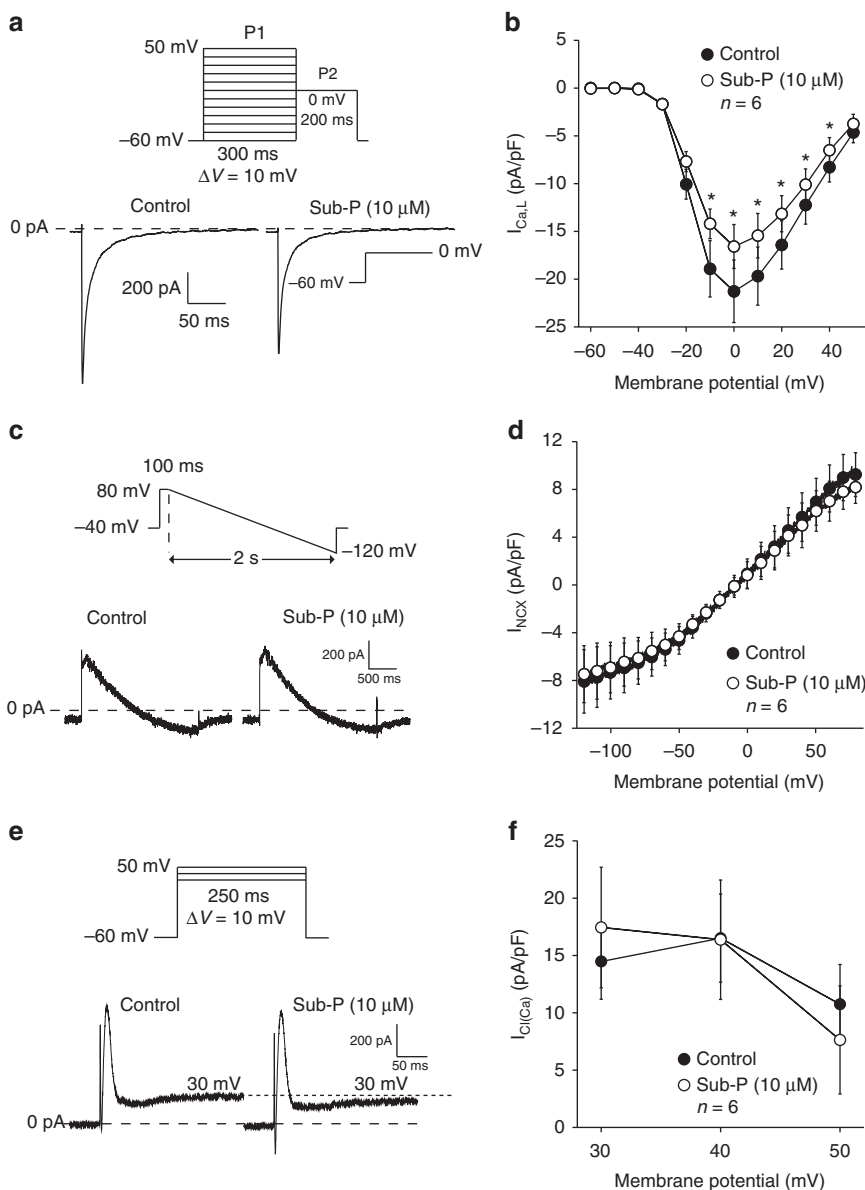 a
50 mV
P1
P2
0 mV
200 ms
−60 mV
300 ms
ΔV = 10 mV
Control
Sub-P (10 μM)
0 pA
0 mV
−60 mV
200 pA
50 ms
b
Control
Sub-P (10 μM)
n = 6
0
−5
−10
−15
−20
−25
I_Ca,L (pA/pF)
* * * * * *
−60 −40 −20 0 20 40
Membrane potential (mV)
c
100 ms
80 mV
−40 mV
−120 mV
2 s
Control
Sub-P (10 μM)
200 pA
500 ms
0 pA
d
12
8
4
0
−4
−8
−12
I_NCX (pA/pF)
Control
Sub-P (10 μM)
n = 6
−100 −50 0 50
Membrane potential (mV)
e
50 mV
250 ms
ΔV = 10 mV
−60 mV
Control
Sub-P (10 μM)
200 pA
50 ms
30 mV
30 mV
0 pA
f
25
20
15
10
5
0
I_Cl(Ca) (pA/pF)
Control
Sub-P (10 μM)
n = 6
30 40 50
Membrane potential (mV)